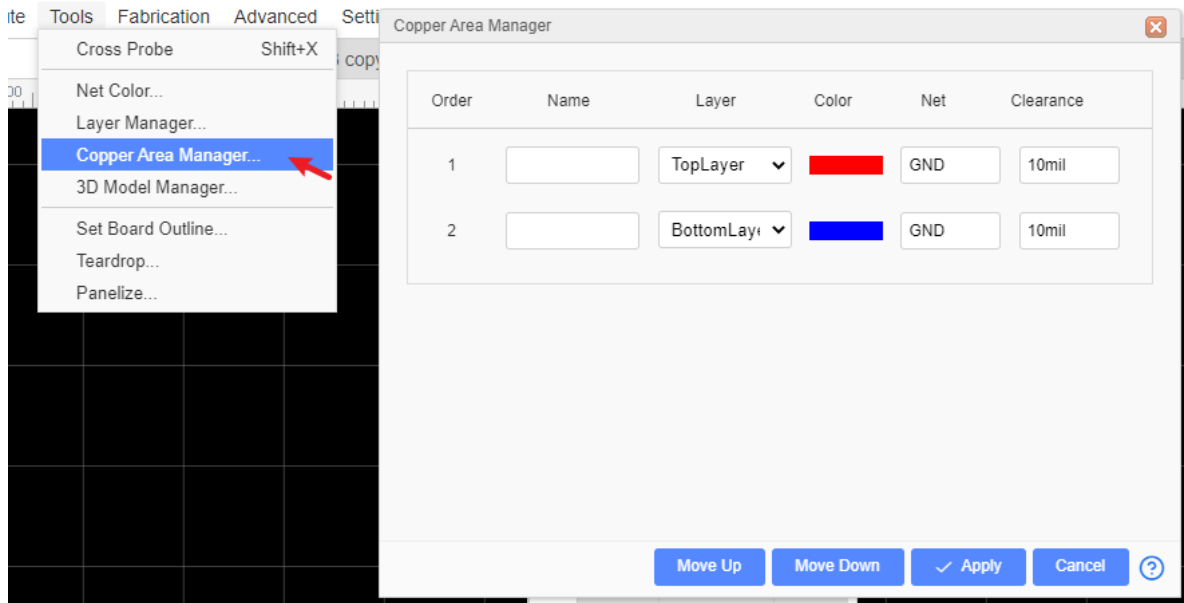 Tools Fabrication Advanced
Copper Area Manager
Cross Probe Shift+X
copy
Net Color...
Layer Manager...
Copper Area Manager...
3D Model Manager...
Set Board Outline...
Teardrop...
Panelize...
Order Name Layer Color Net Clearance
1 TopLayer GND 10mil
2 BottomLaye GND 10mil
Move Up Move Down Apply Cancel ?